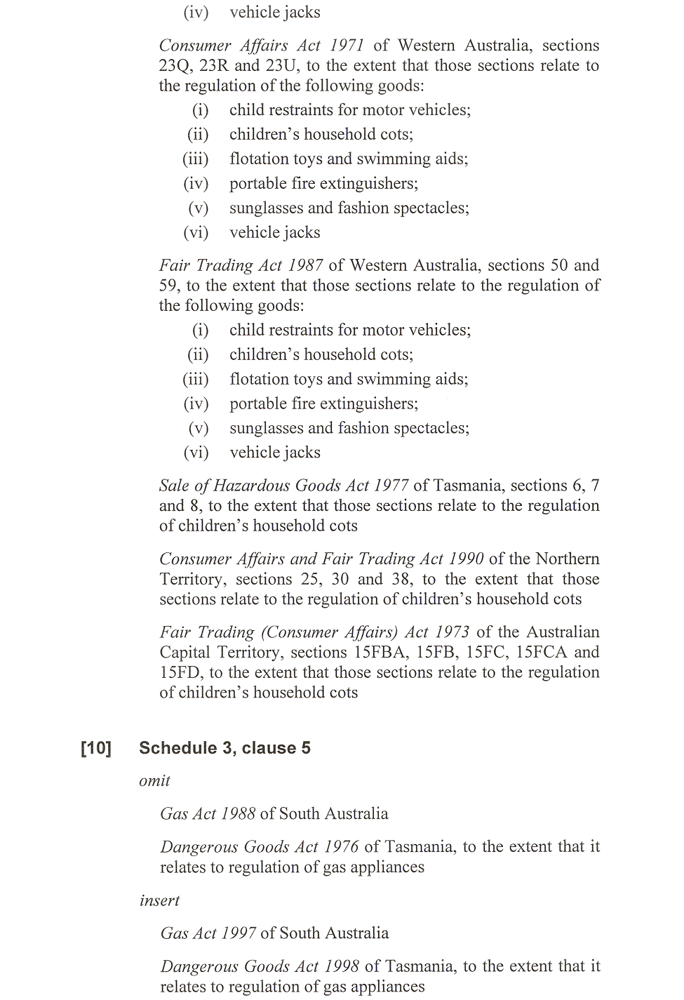 (iv) vehicle jacks
Consumer Affairs Act 1971 of Western Australia, sections
23Q, 23R and 23U, to the extent that those sections relate to
the regulation of the following goods:
(i) child restraints for motor vehicles;
(ii) children's household cots;
(iii) flotation toys and swimming aids;
(iv) portable fire extinguishers;
(v) sunglasses and fashion spectacles;
(vi) vehicle jacks
Fair Trading Act 1987 of Western Australia, sections 50 and
59, to the extent that those sections relate to the regulation of
the following goods:
(i) child restraints for motor vehicles;
(ii) children's household cots;
(iii) flotation toys and swimming aids;
(iv) portable fire extinguishers;
(v) sunglasses and fashion spectacles;
(vi) vehicle jacks
Sale of Hazardous Goods Act 1977 of Tasmania, sections 6, 7
and 8, to the extent that those sections relate to the regulation
of children's household cots
Consumer Affairs and Fair Trading Act 1990 of the Northern
Territory, sections 25, 30 and 38, to the extent that those
sections relate to the regulation of children's household cots
Fair Trading (Consumer Affairs) Act 1973 of the Australian
Capital Territory, sections 15FBA, 15FB, 15FC, 15FCA and
15FD, to the extent that those sections relate to the regulation
of children's household cots
[10] Schedule 3, clause 5
omit
Gas Act 1988 of South Australia
Dangerous Goods Act 1976 of Tasmania, to the extent that it
relates to regulation of gas appliances
insert
Gas Act 1997 of South Australia
Dangerous Goods Act 1998 of Tasmania, to the extent that it
relates to regulation of gas appliances